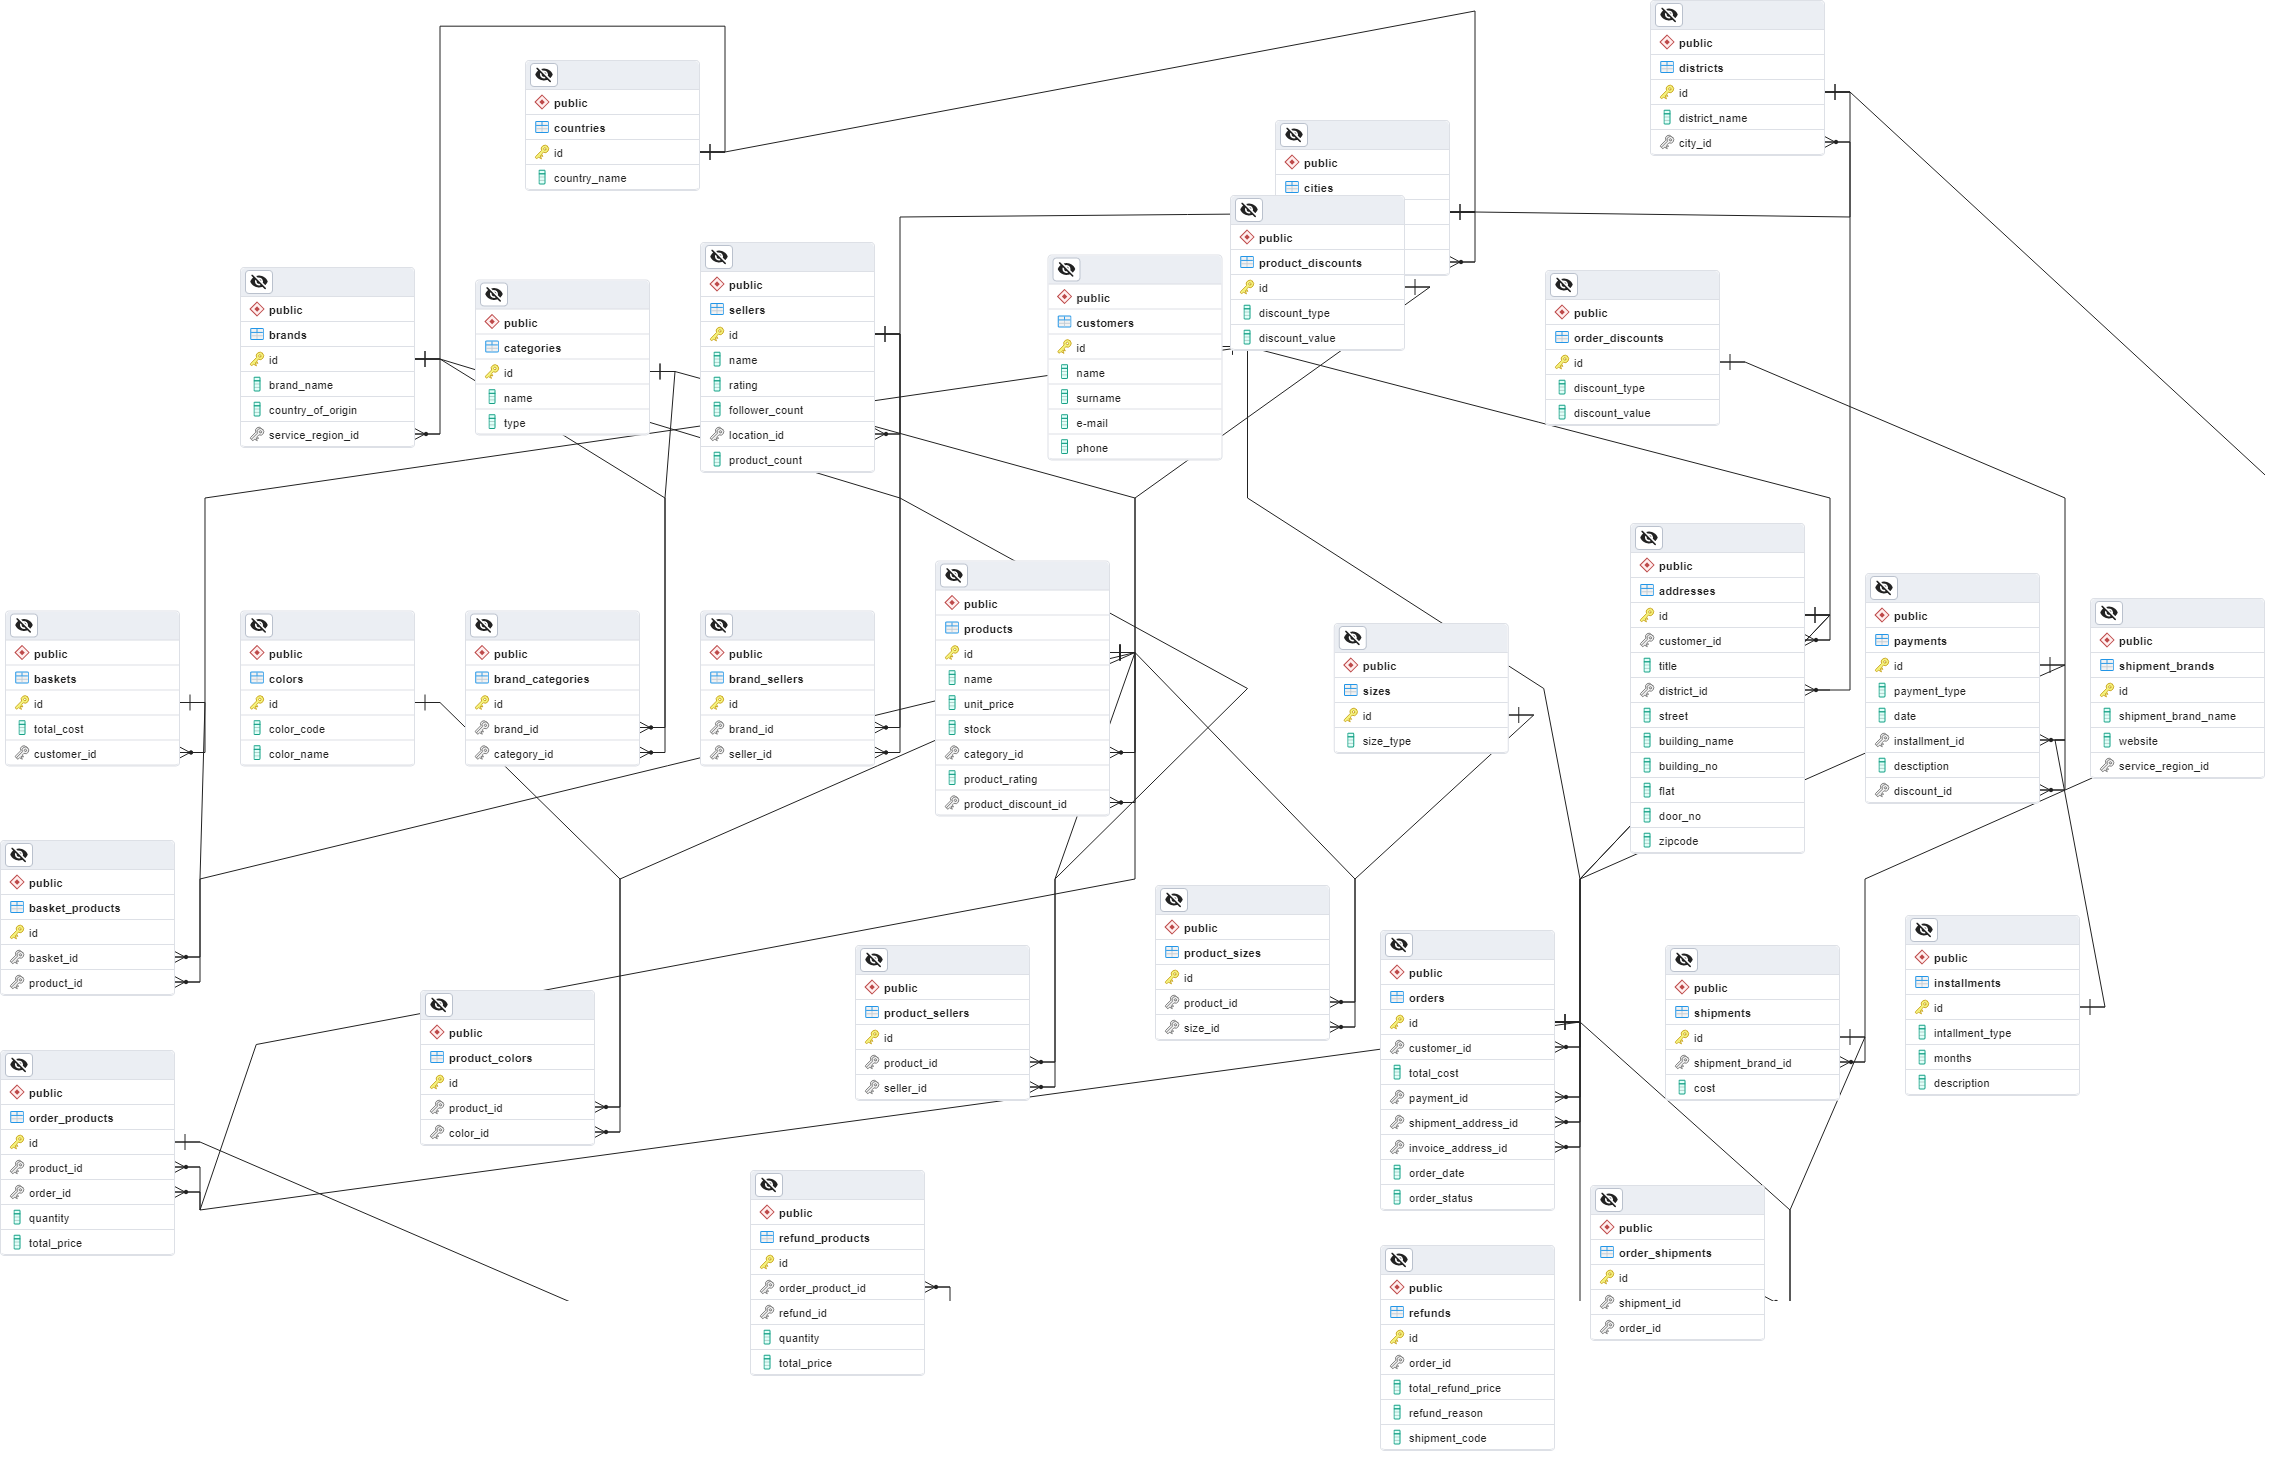 public
districts
id
district_name
city_id
public
countries
id
country_name
public
cities
public
product_discounts
id
discount_type
discount_value
public
brands
id
brand_name
country_of_origin
service_region_id
public
categories
id
name
type
public
sellers
id
name
rating
follower_count
location_id
product_count
public
customers
id
name
surname
e-mail
phone
public
order_discounts
id
discount_type
discount_value
public
baskets
id
total_cost
customer_id
public
colors
id
color_code
color_name
public
brand_categories
id
brand_id
category_id
public
brand_sellers
id
brand_id
seller_id
public
products
id
name
unit_price
stock
category_id
product_rating
product_discount_id
public
sizes
id
size_type
public
addresses
id
customer_id
title
district_id
street
building_name
building_no
flat
door_no
zipcode
public
payments
id
payment_type
date
installment_id
desctiption
discount_id
public
shipment_brands
id
shipment_brand_name
website
service_region_id
public
basket_products
id
basket_id
product_id
public
product_colors
id
product_id
color_id
public
product_sellers
id
product_id
seller_id
public
product_sizes
id
product_id
size_id
public
orders
id
customer_id
total_cost
payment_id
shipment_address_id
invoice_address_id
order_date
order_status
public
shipments
id
shipment_brand_id
cost
public
installments
id
intallment_type
months
description
public
order_products
id
product_id
order_id
quantity
total_price
public
refund_products
id
order_product_id
refund_id
quantity
total_price
public
refunds
id
order_id
total_refund_price
refund_reason
shipment_code
public
order_shipments
id
shipment_id
order_id